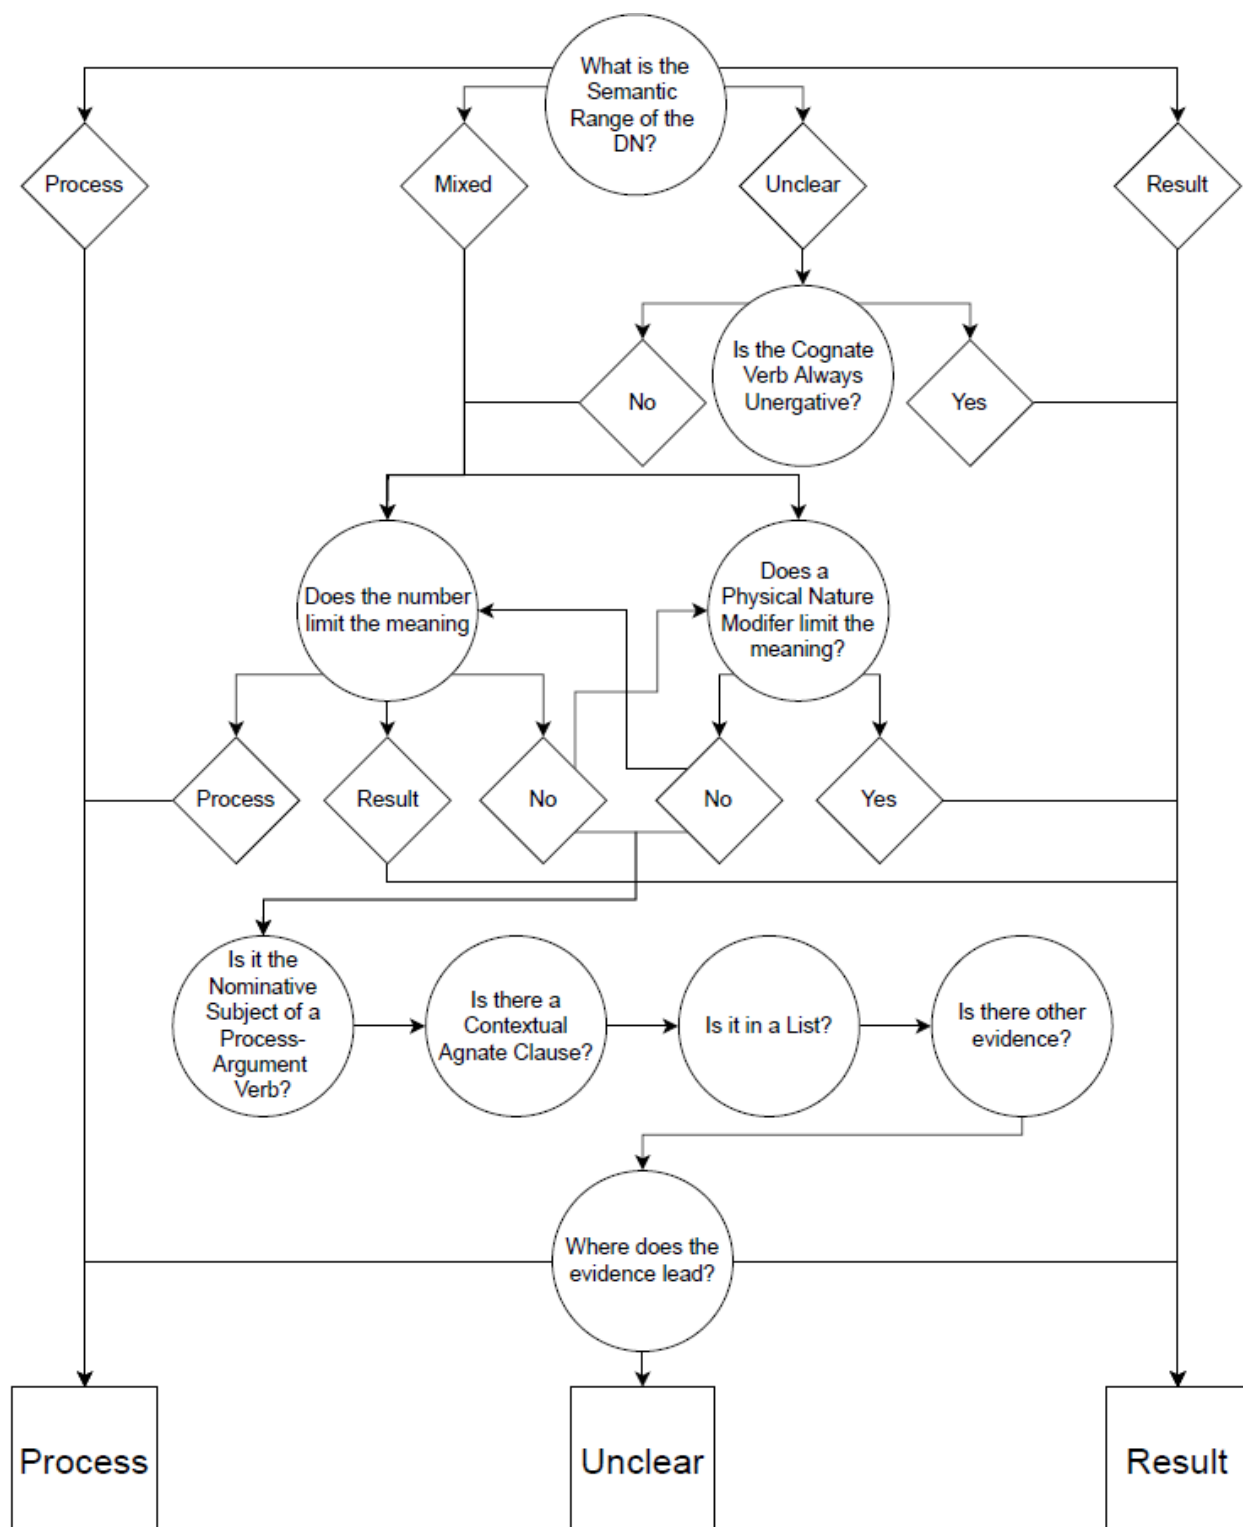 What is the
Semantic
Range of the
DN?
Process
Mixed
Unclear
Result
Is the Cognate
Verb Always
Unergative?
No
Yes
Does the number
limit the meaning
Does a
Physical Nature
Modifer limit the
meaning?
Process
Result
No
No
Yes
Is it the
Nominative
Subject of a
Process-
Argument
Verb?
Is there a
Contextual
Agnate Clause?
Is it in a List?
Is there other
evidence?
Where does the
evidence lead?
Process
Unclear
Result